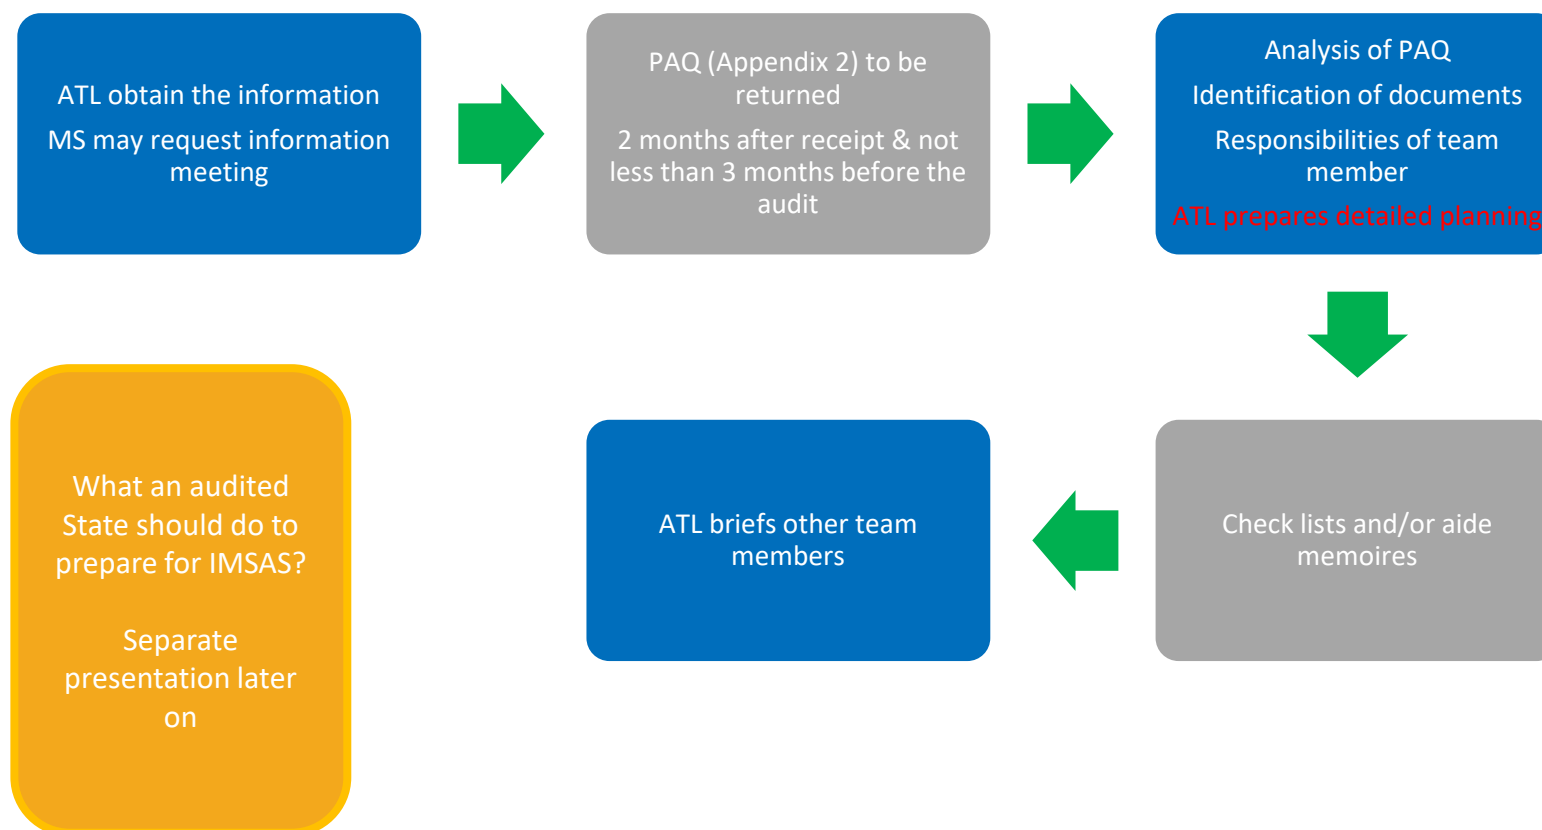 ATL obtain the information
MS may request information
meeting
PAQ (Appendix 2) to be
returned
2 months after receipt & not
less than 3 months before the
audit
Analysis of PAQ
Identification of documents
Responsibilities of team
member
ATL prepares detailed planning
Check lists and/or aide
memoires
ATL briefs other team
members
What an audited
State should do to
prepare for IMSAS?
Separate
presentation later
on